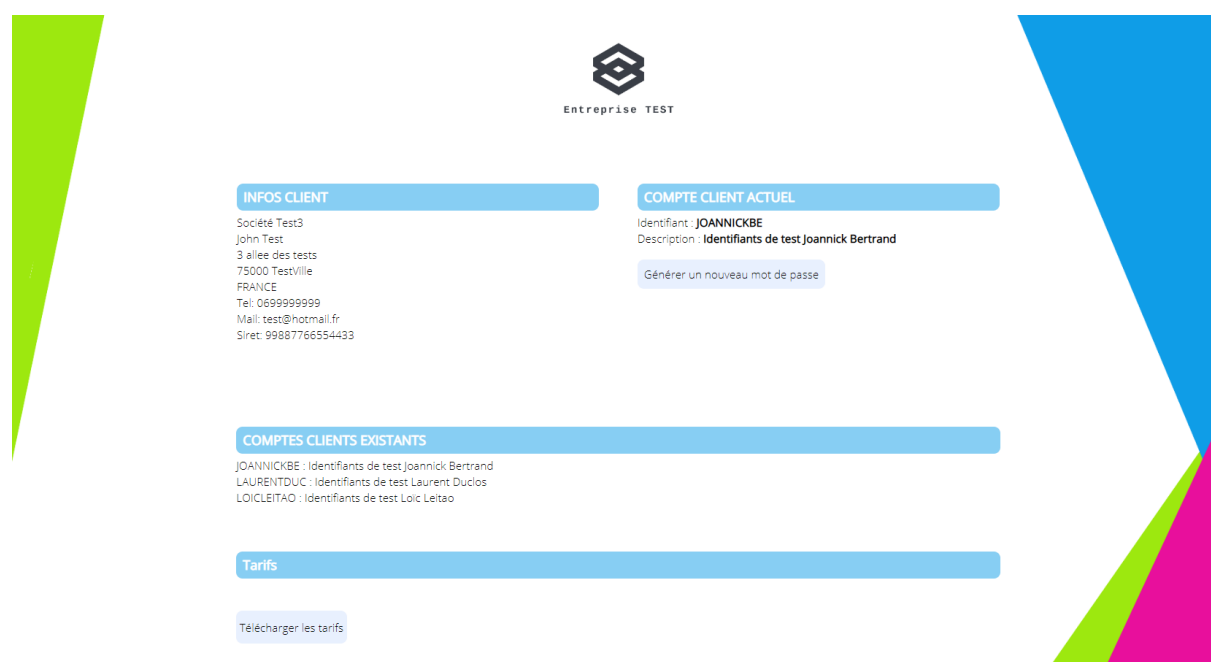 Entreprise TEST
INFOS CLIENT
Société Test3
John Test
3 allee des tests
75000 TestVille
FRANCE
Tel: 0699999999
Mail: test@hotmail.fr
Siret: 99887766554433
COMPTE CLIENT ACTUEL
Identifiant : JOANNICKBE
Description : Identifiants de test Joannick Bertrand
Générer un nouveau mot de passe
COMPTES CLIENTS EXISTANTS
JOANNICKBE : Identifiants de test Joannick Bertrand
LAURENTDUC : Identifiants de test Laurent Duclos
LOICLEITAO : Identifiants de test Loïc Leitao
Tarifs
Télécharger les tarifs